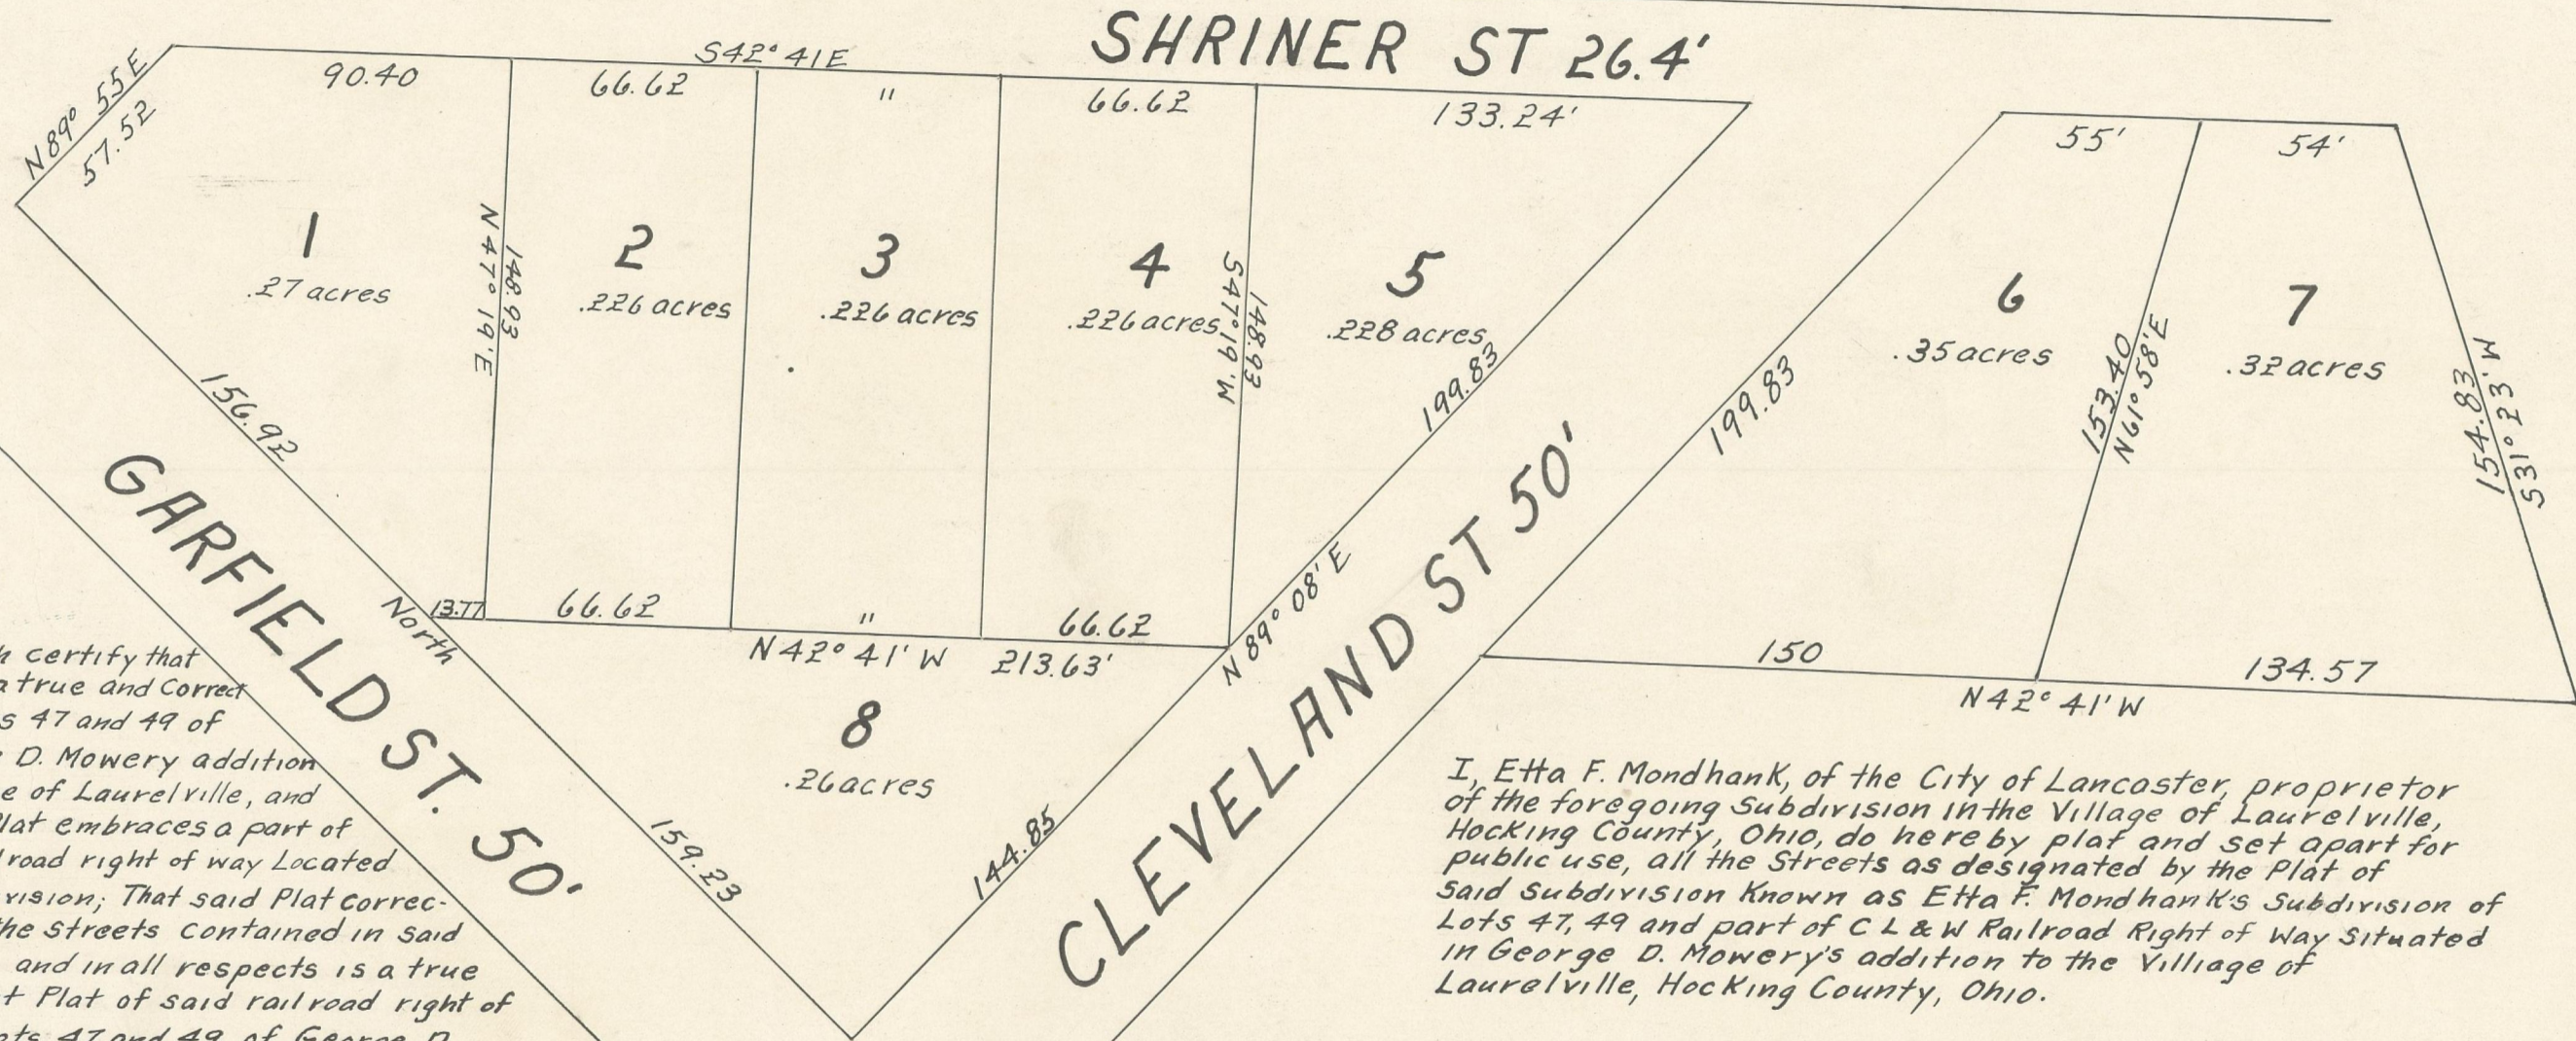 SHRINER ST 26.4'
N89° 55E
57.52
90.40
S42° 41E
66.62
"
66.62
133.24'
55'
54'
1
.27 acres
N47° 19'E
148.93
2
.226 acres
3
.226 acres
4
.226 acres
S47° 19'W
148.93
5
.228 acres
199.83
199.83
6
.35 acres
153.40
N61° 58'E
7
.32 acres
154.83
S31° 23' W
156.92
GARFIELD ST. 50'
North
13.77
66.62
"
66.62
N42° 41' W 213.63'
N 89° 08' E
CLEVELAND ST 50'
150
134.57
N42° 41' W
8
.26 acres
159.23
144.85
certify that
true and Correct
47 and 49 of
D. Mowery addition
of Laurelville, and
embraces a part of
right of way Located
That said Plat correc-
Streets contained in said
and in all respects is a true
Plat of said railroad right of
47 and 49 of George D.
I, Etta F. Mondhank, of the City of Lancaster, proprietor
of the foregoing Subdivision in the Village of Laurelville,
Hocking County, Ohio, do hereby plat and set apart for
public use, all the Streets as designated by the Plat of
said subdivision Known as Etta F. Mondhank's Subdivision of
Lots 47, 49 and part of C L & W Railroad Right of Way Situated
in George D. Mowery's addition to the Villiage of
Laurelville, Hocking County, Ohio.